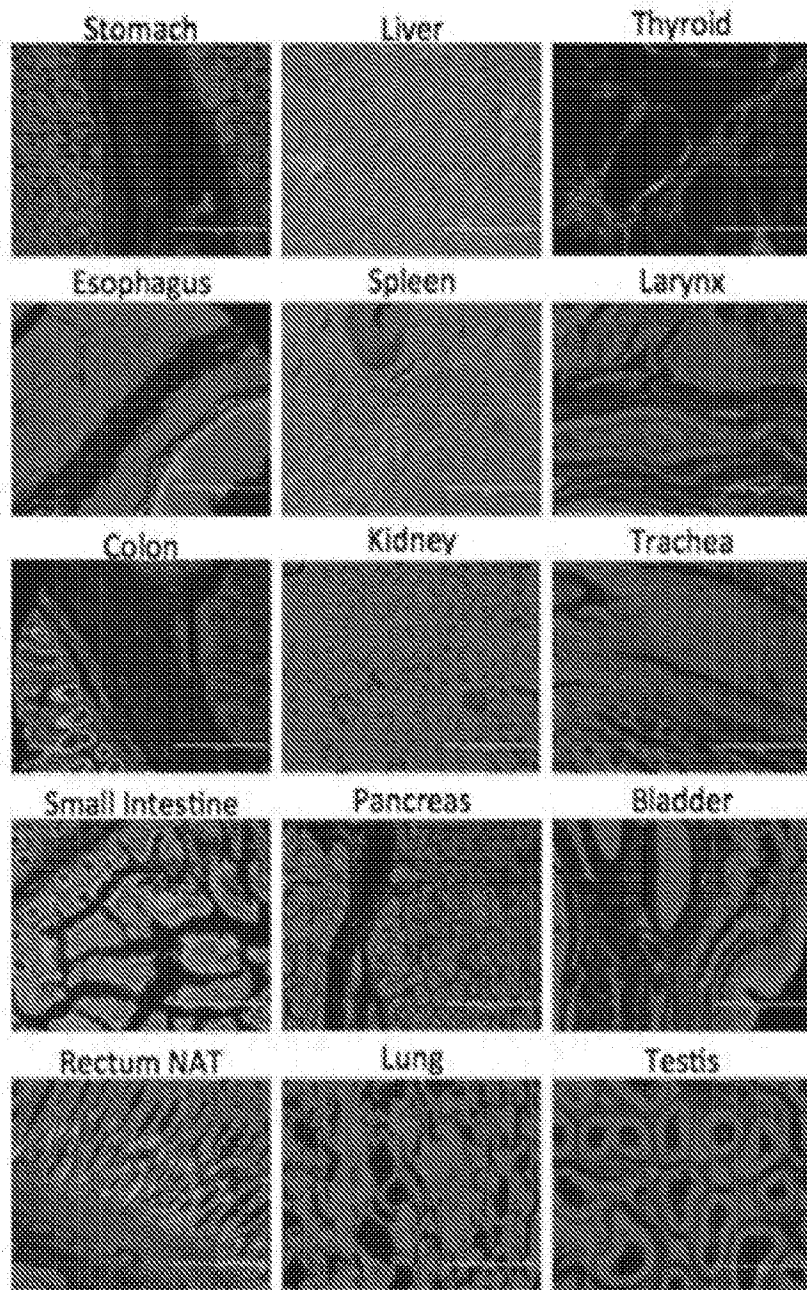 Stomach Liver Thyroid
Esophagus Spleen Larynx
Colon Kidney Trachea
Small Intestine Pancreas Bladder
Rectum NAT Lung Testis